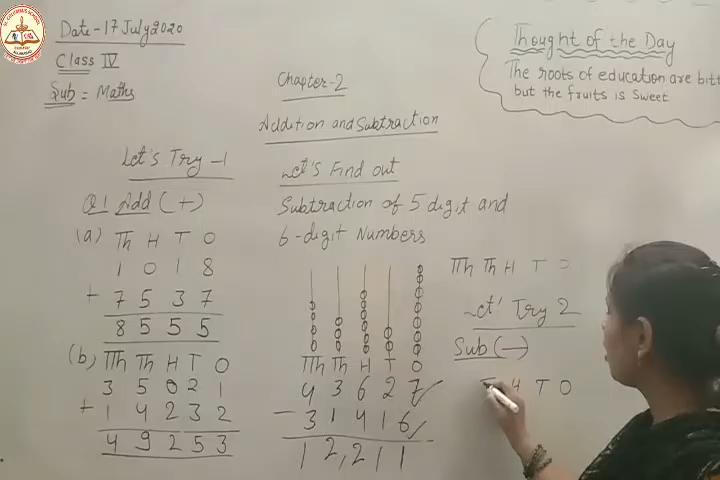 Date - 17 July 2020
Class IV
Sub = Maths
Thought of the Day
The roots of education are bitt
but the fruits is sweet
Chapter-2
Addition and Subtraction
Let's Try -1
Q1 Add (+)
(a) Th H T O
1 0 1 8
+ 7 5 3 7
8 5 5 5
(b) TTh Th H T O
3 5 0 2 1
+ 1 4 2 3 2
4 9 2 5 3
Let's Find out
Subtraction of 5 digit and
6-digit Numbers
TTh Th H T O
4 3 6 2 7
- 3 1 4 1 6
1 2, 2 1 1
TTh Th H T O
Let' Try 2
Sub (-)
H T O